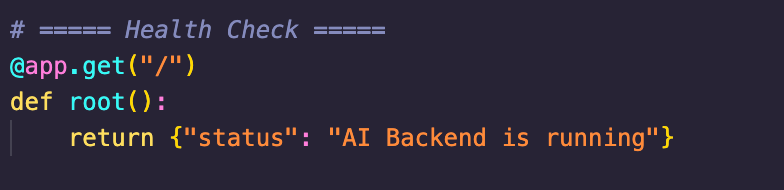 # ===== Health Check =====
@app.get("/")
def root():
    return {"status": "AI Backend is running"}